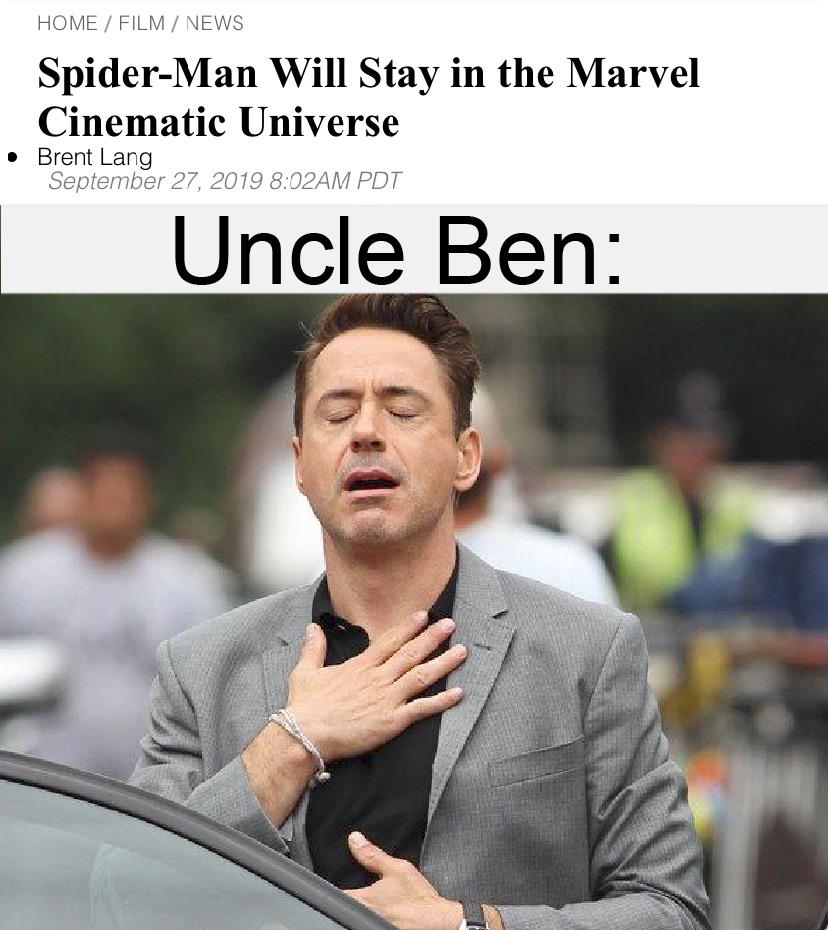 HOME / FILM / NEWS
Spider-Man Will Stay in the Marvel
Cinematic Universe
• Brent Lang
September 27, 2019 8:02AM PDT
Uncle Ben: